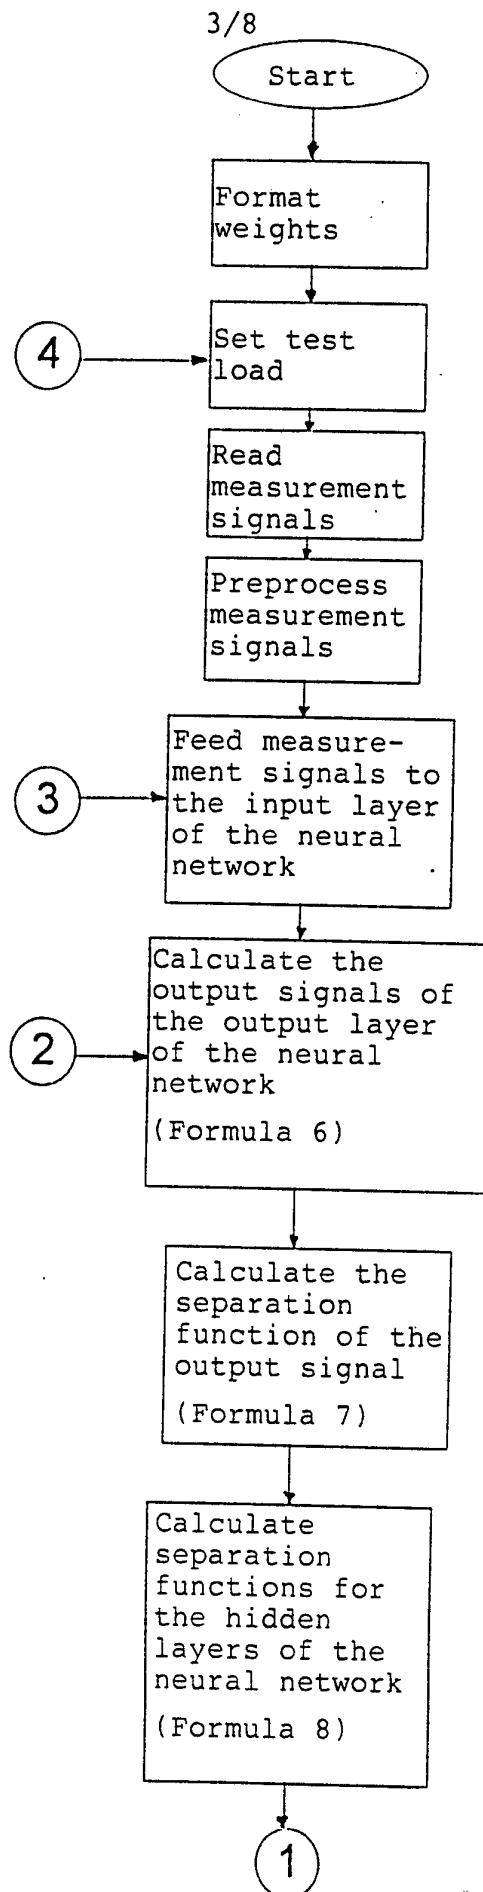 3/8
Start
Format
weights
4
Set test
load
Read
measurement
signals
Preprocess
measurement
signals
3
Feed measure-
ment signals to
the input layer
of the neural
network
2
Calculate the
output signals of
the output layer
of the neural
network
(Formula 6)
Calculate the
separation
function of the
output signal
(Formula 7)
Calculate
separation
functions for
the hidden
layers of the
neural network
(Formula 8)
1